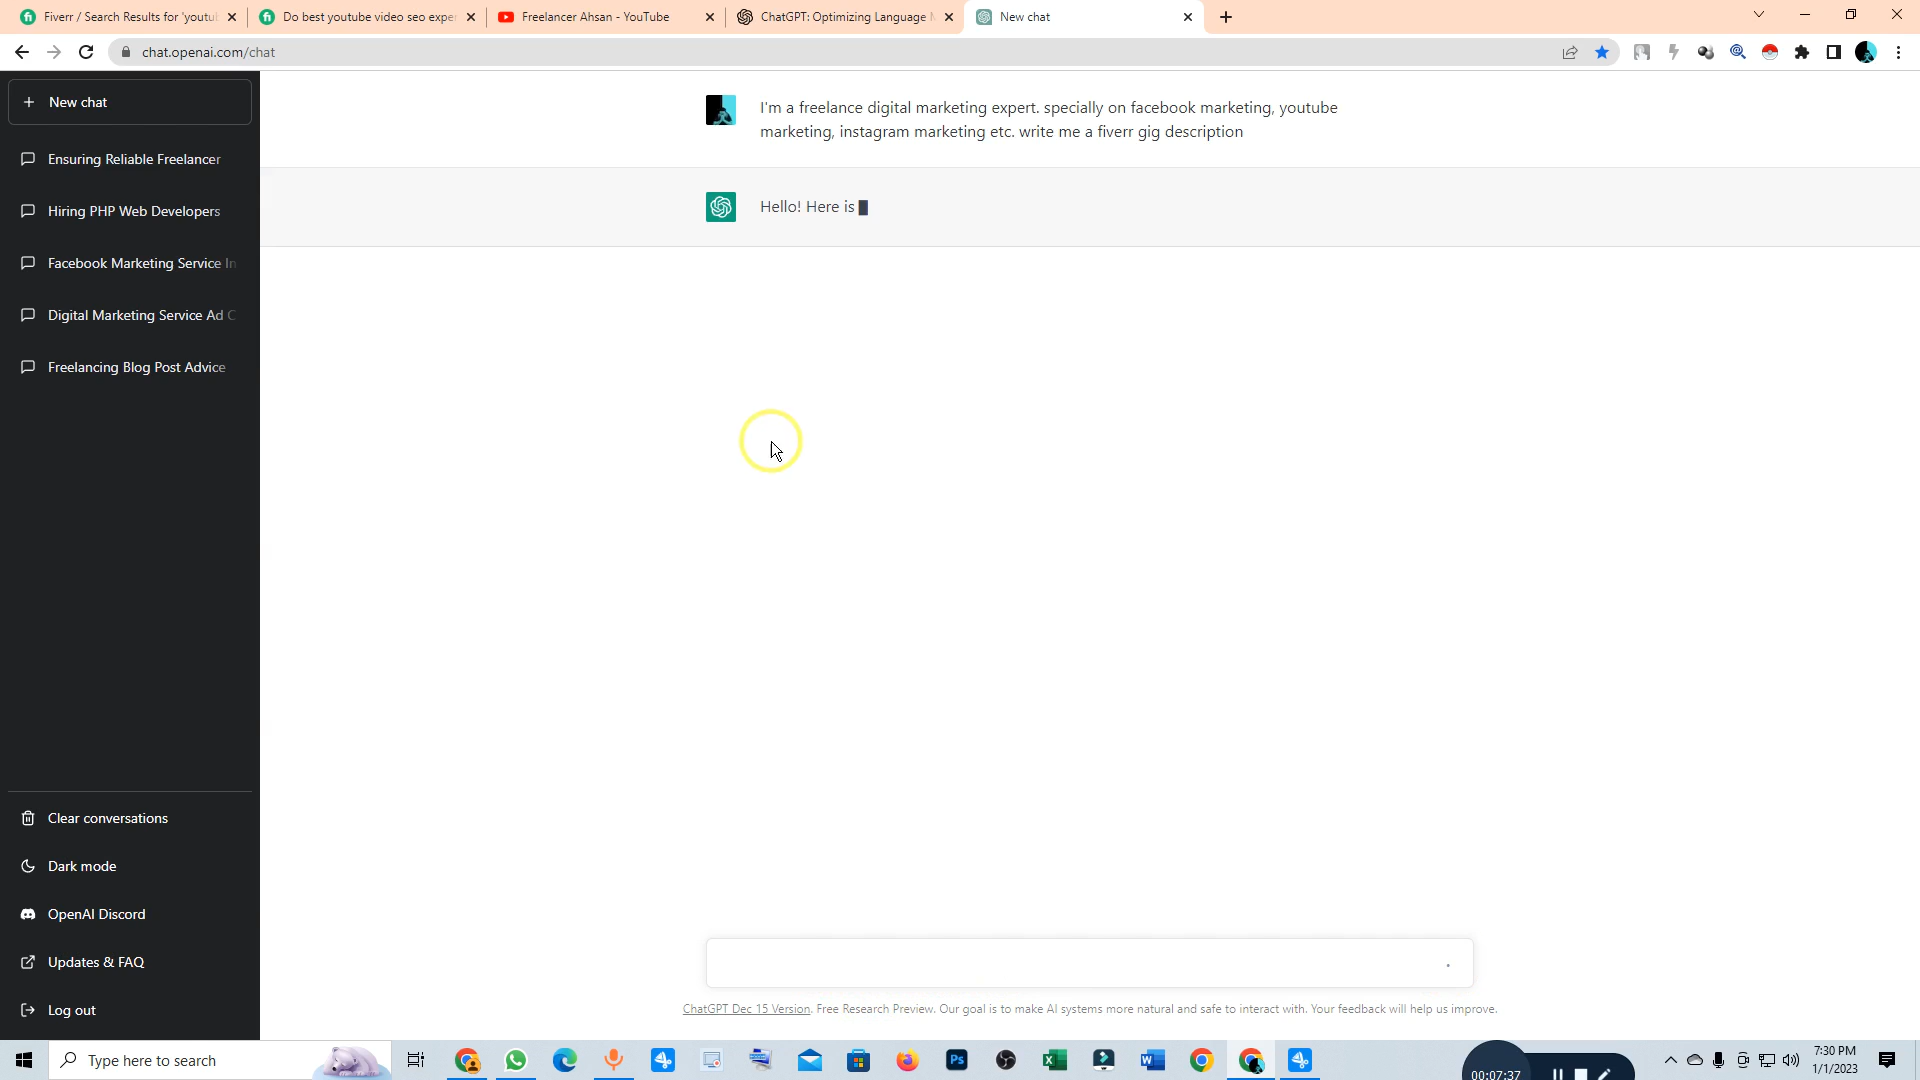 Fiverr / Search Results for 'youtu
Do best youtube video seo exper
Freelancer Ahsan - YouTube
ChatGPT: Optimizing Language M
New chat
chat.openai.com/chat
New chat
Ensuring Reliable Freelancer
Hiring PHP Web Developers
Facebook Marketing Service In
Digital Marketing Service Ad C
Freelancing Blog Post Advice
I'm a freelance digital marketing expert. specially on facebook marketing, youtube
marketing, instagram marketing etc. write me a fiverr gig description
Hello! Here is
Clear conversations
Dark mode
OpenAI Discord
Updates & FAQ
Log out
ChatGPT Dec 15 Version. Free Research Preview. Our goal is to make AI systems more natural and safe to interact with. Your feedback will help us improve.
Type here to search
Ps
00:07:37
7:30 PM
1/1/2023